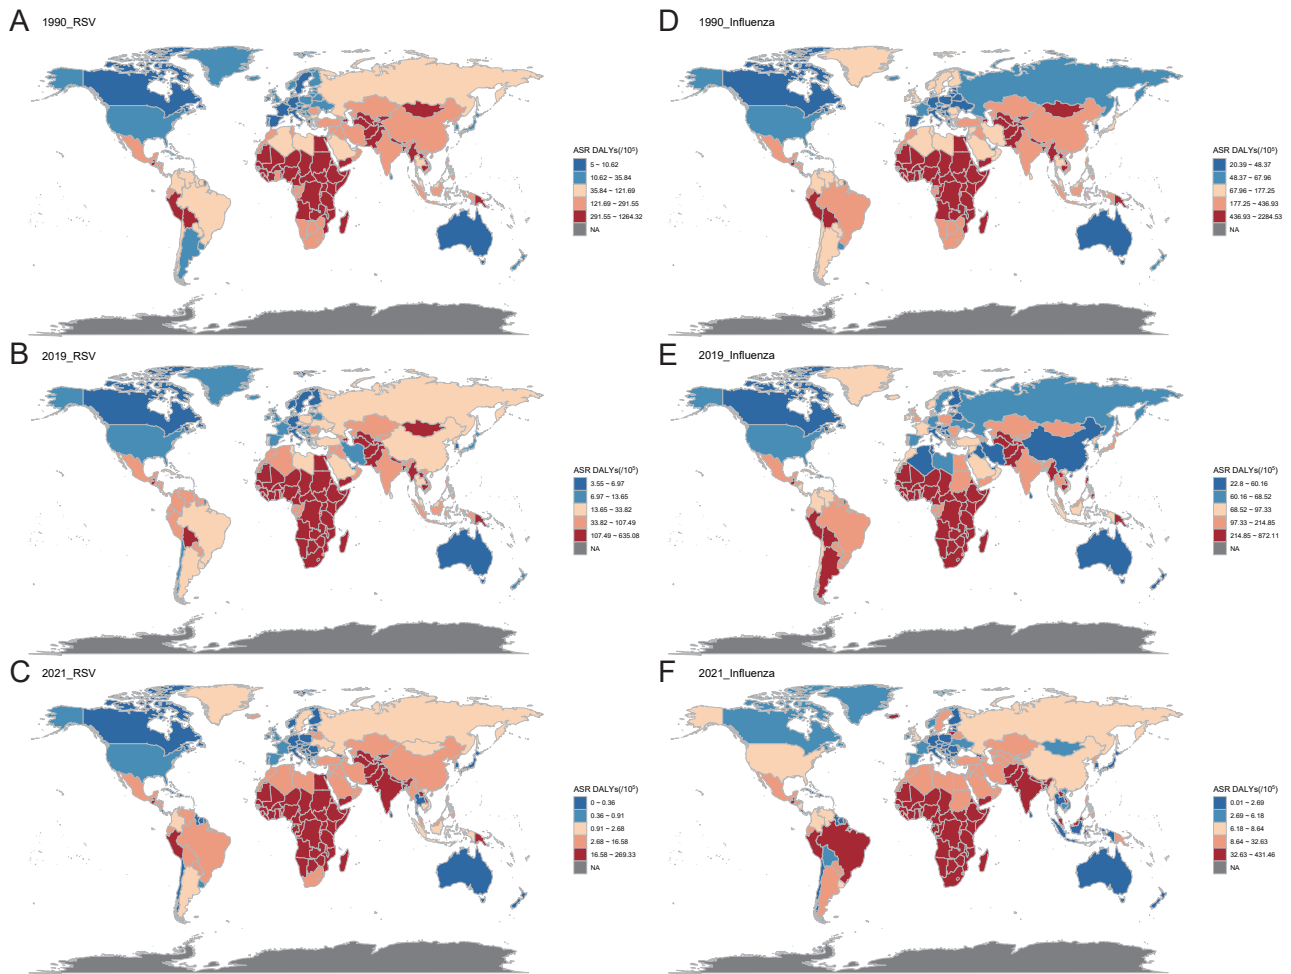 A
1990_RSV
ASR DALYs(/10⁵)
5 ~ 10.62
10.62 ~ 35.84
35.84 ~ 121.69
121.69 ~ 291.55
291.55 ~ 1264.32
NA
D
1990_Influenza
ASR DALYs(/10⁵)
20.39 ~ 48.37
48.37 ~ 67.96
67.96 ~ 177.25
177.25 ~ 436.93
436.93 ~ 2284.53
NA
B
2019_RSV
ASR DALYs(/10⁵)
3.55 ~ 6.97
6.97 ~ 13.65
13.65 ~ 33.82
33.82 ~ 107.49
107.49 ~ 635.08
NA
E
2019_Influenza
ASR DALYs(/10⁵)
22.8 ~ 60.16
60.16 ~ 68.52
68.52 ~ 97.33
97.33 ~ 214.85
214.85 ~ 872.11
NA
C
2021_RSV
ASR DALYs(/10⁵)
0 ~ 0.36
0.36 ~ 0.91
0.91 ~ 2.68
2.68 ~ 16.58
16.58 ~ 269.33
NA
F
2021_Influenza
ASR DALYs(/10⁵)
0.01 ~ 2.69
2.69 ~ 6.18
6.18 ~ 8.64
8.64 ~ 32.63
32.63 ~ 431.46
NA